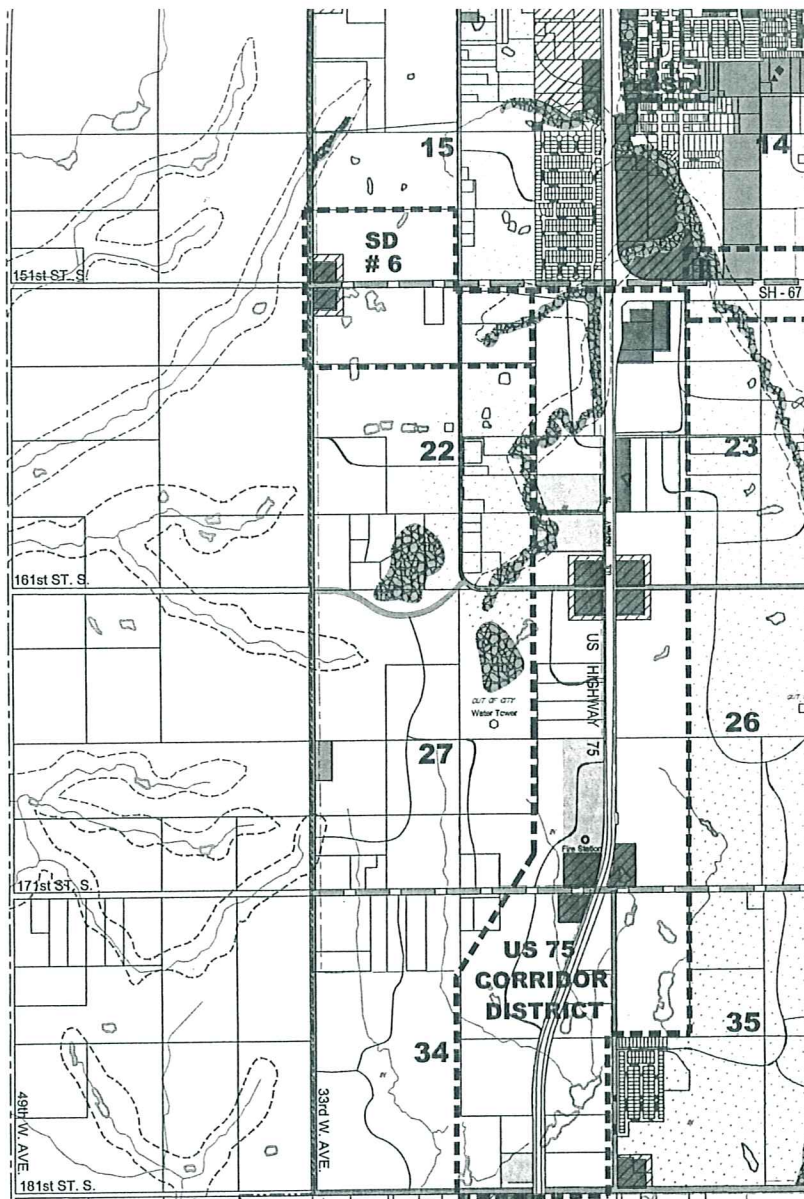 15
14
SD
# 6
151st ST. S.
SH - 67
22
23
161st ST. S.
US HIGHWAY 75
OUT OF CITY
Water Tower
26
27
Fire Station
171st ST. S.
US 75
CORRIDOR
DISTRICT
34
35
49th W. AVE.
33rd W. AVE.
181st ST. S.